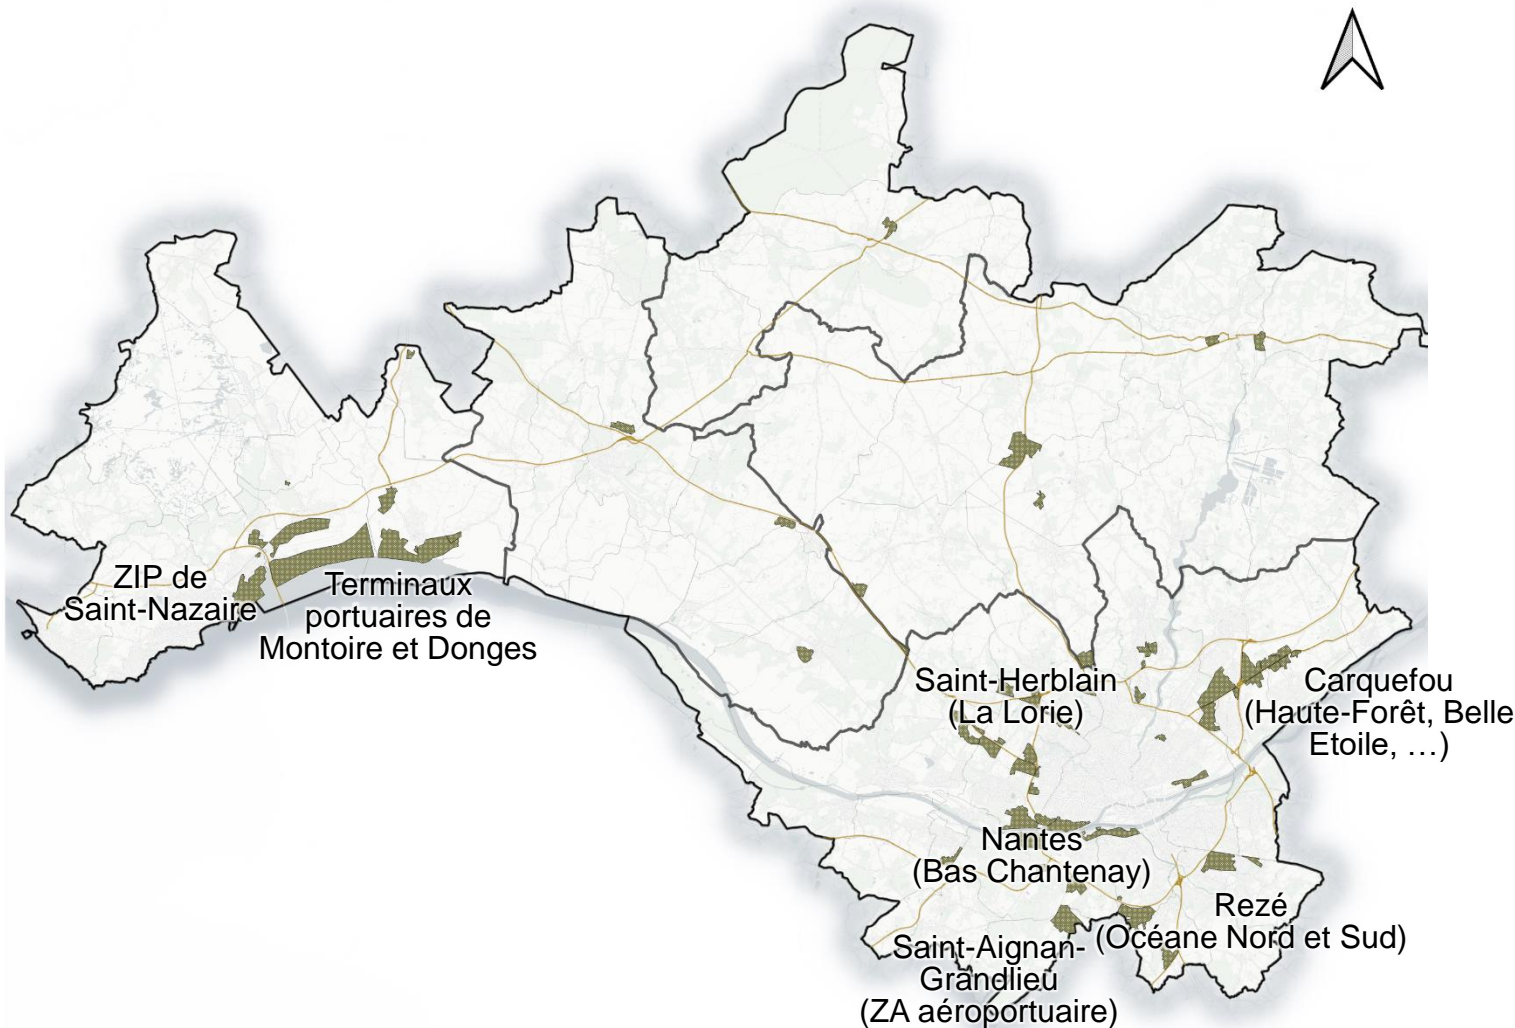 ZIP de
Saint-Nazaire
Terminaux
portuaires de
Montoire et Donges
Saint-Herblain
(La Lorie)
Carquefou
(Haute-Forêt, Belle
Etoile, …)
Nantes
(Bas Chantenay)
Rezé
(Océane Nord et Sud)
Saint-Aignan-
Grandlieu
(ZA aéroportuaire)